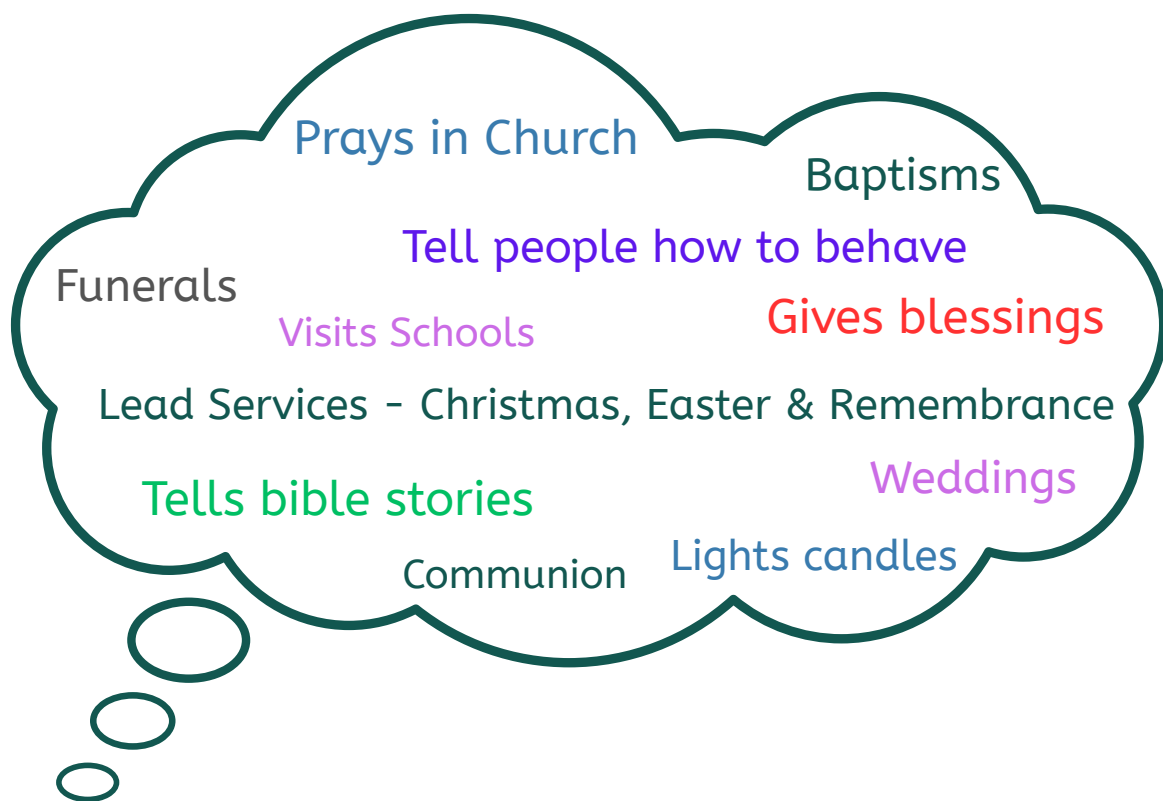 Prays in Church
Baptisms
Tell people how to behave
Funerals
Gives blessings
Visits Schools
Lead Services - Christmas, Easter & Remembrance
Weddings
Tells bible stories
Lights candles
Communion